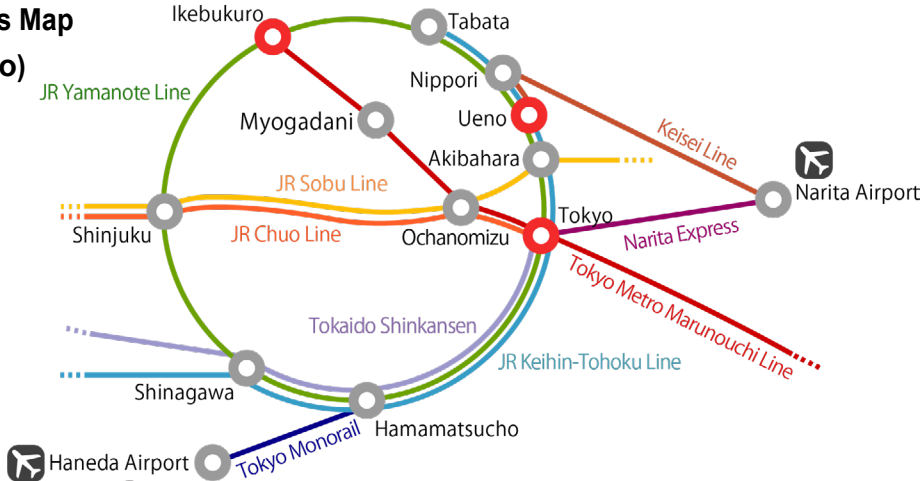 s Map
o)
Ikebukuro
Tabata
Nippori
JR Yamanote Line
Myogadani
Ueno
Keisei Line
Akibahara
JR Sobu Line
Narita Airport
Shinjuku
JR Chuo Line
Ochanomizu
Tokyo
Narita Express
Tokyo Metro Marunouchi Line
Tokaido Shinkansen
JR Keihin-Tohoku Line
Shinagawa
Hamamatsucho
Tokyo Monorail
Haneda Airport